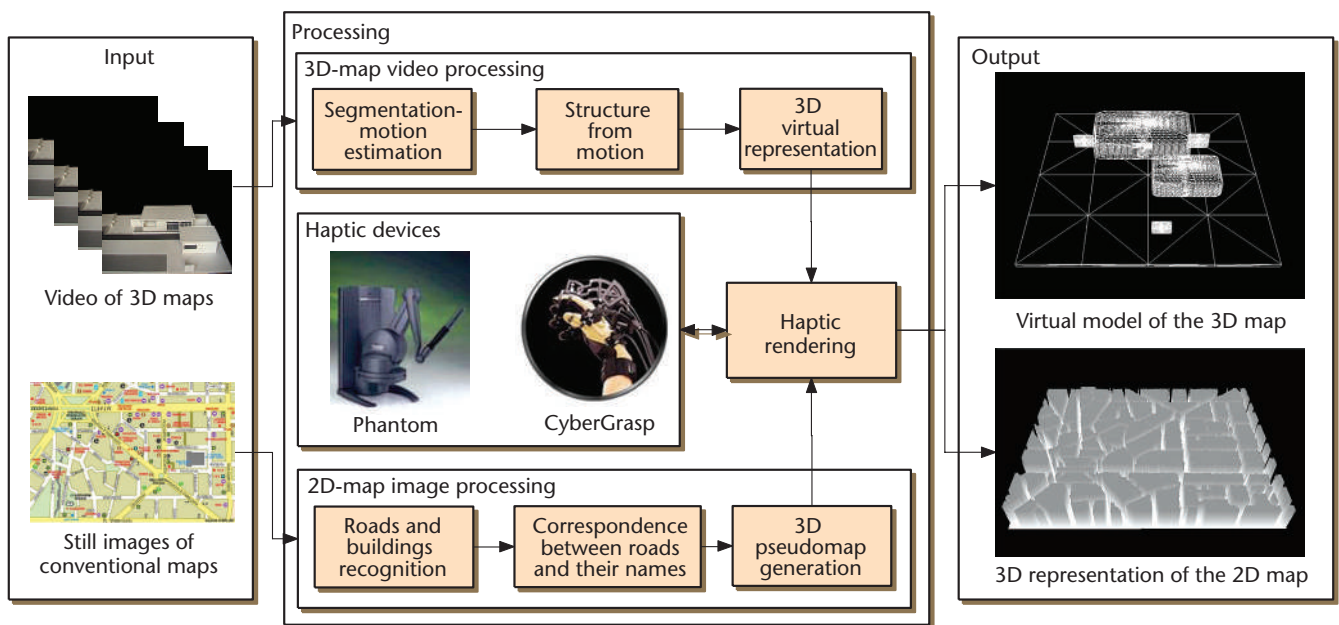 Input
Video of 3D maps
Still images of
conventional maps
Processing
3D-map video processing
Segmentation-
motion
estimation
Structure
from
motion
3D
virtual
representation
Haptic devices
Phantom
CyberGrasp
Haptic
rendering
2D-map image processing
Roads and
buildings
recognition
Correspondence
between roads
and their names
3D
pseudomap
generation
Output
Virtual model of the 3D map
3D representation of the 2D map